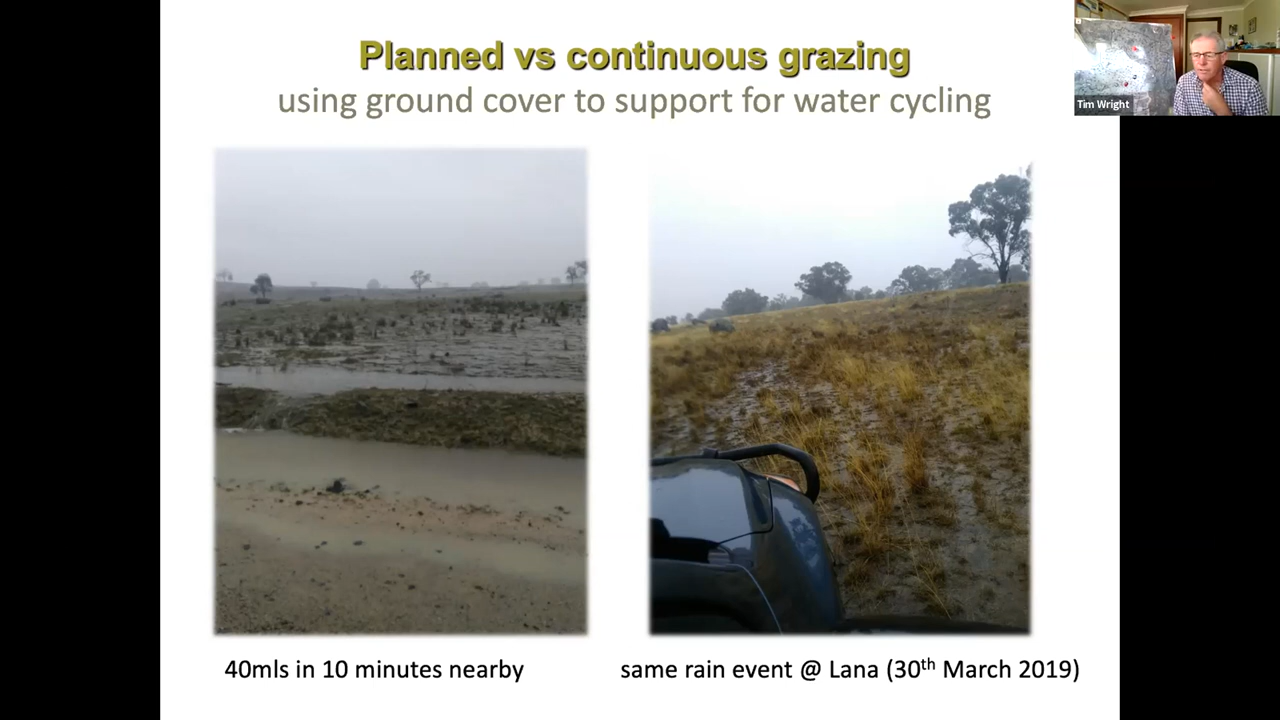 Planned vs continuous grazing
using ground cover to support for water cycling
Tim Wright
40mls in 10 minutes nearby
same rain event @ Lana (30th March 2019)